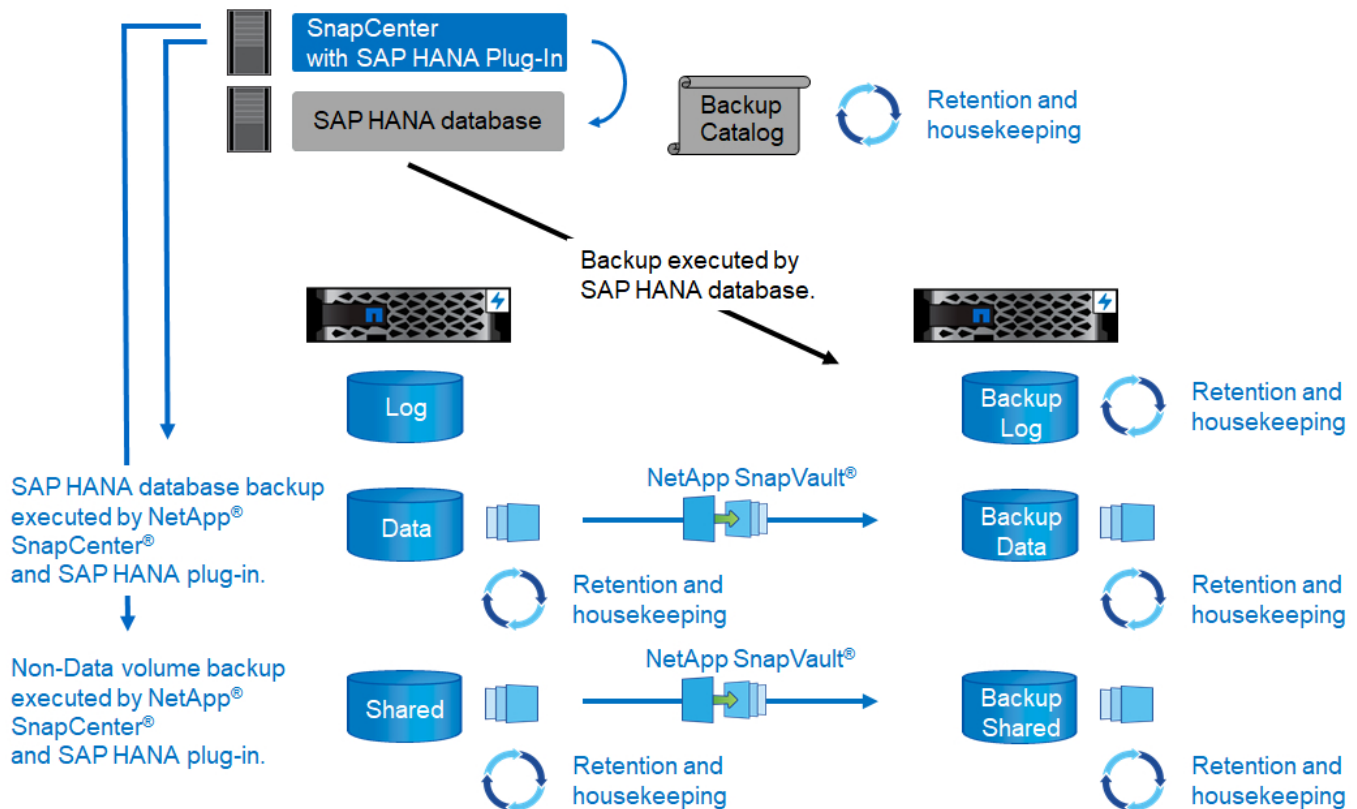 SnapCenter
with SAP HANA Plug-In
SAP HANA database
Backup
Catalog
Retention and
housekeeping
Backup executed by
SAP HANA database.
Log
Backup
Log
Retention and
housekeeping
SAP HANA database backup
executed by NetApp®
SnapCenter®
and SAP HANA plug-in.
Data
NetApp SnapVault®
Backup
Data
Retention and
housekeeping
Retention and
housekeeping
Non-Data volume backup
executed by NetApp®
SnapCenter®
and SAP HANA plug-in.
Shared
NetApp SnapVault®
Backup
Shared
Retention and
housekeeping
Retention and
housekeeping